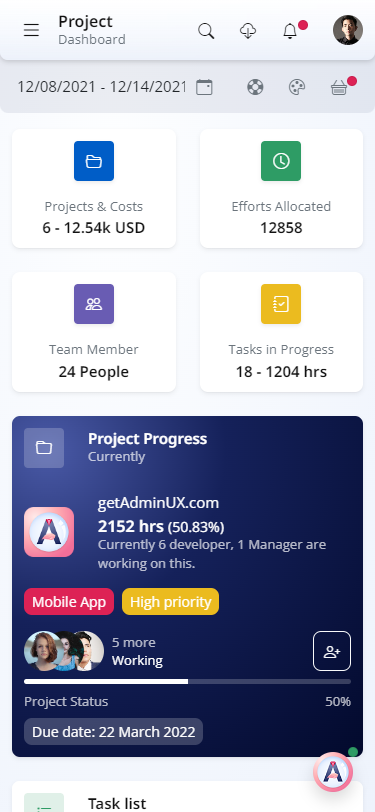 Project
Dashboard
12/08/2021 - 12/14/2021
Projects & Costs
6 - 12.54k USD
Efforts Allocated
12858
Team Member
24 People
Tasks in Progress
18 - 1204 hrs
Project Progress
Currently
getAdminUX.com
2152 hrs (50.83%)
Currently 6 developer, 1 Manager are
working on this.
Mobile App
High priority
5 more
Working
Project Status
50%
Due date: 22 March 2022
Task list